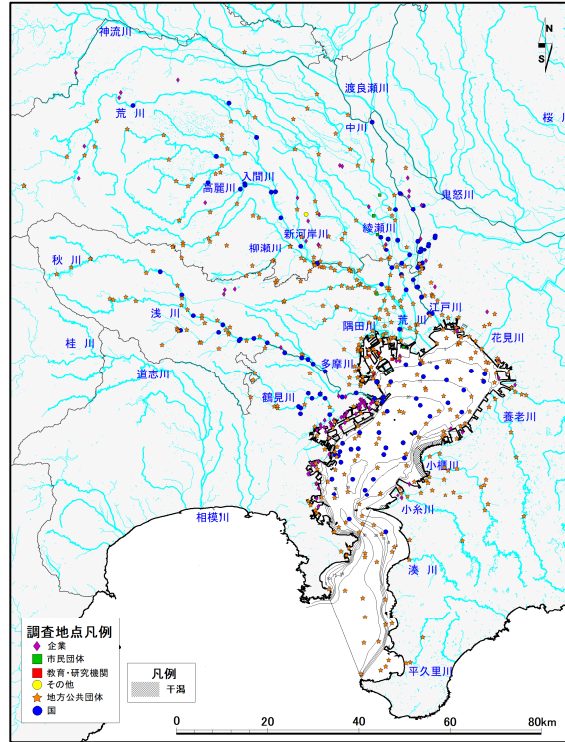 神流川
N
S
渡良瀬川
荒 川
中川
桜 川
入間川
高麗川
鬼怒川
綾瀬川
新河岸川
柳瀬川
秋 川
江戸川
浅 川
隅田川
荒 川
花見川
桂 川
道志川
多摩川
鶴見川
養老川
小櫃川
小糸川
相模川
湊 川
平久里川
調査地点凡例
企業
市民団体
教育・研究機関
その他
地方公共団体
国
凡例
干潟
0 20 40 60 80km